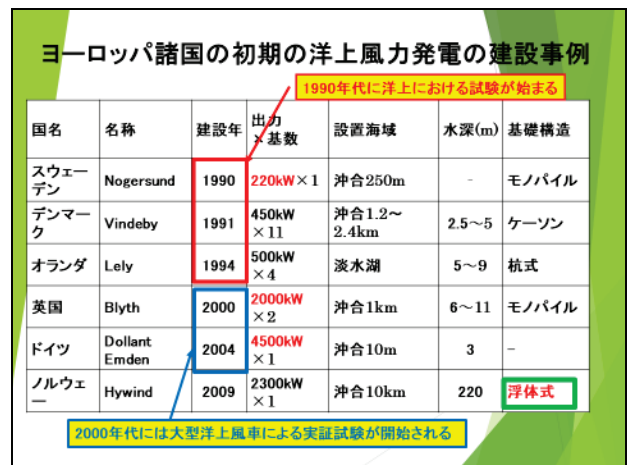 ヨーロッパ諸国の初期の洋上風力発電の建設事例
1990年代に洋上における試験が始まる
国名 名称 建設年 出力×基数 設置海域 水深(m) 基礎構造
スウェーデン Nogersund 1990 220kW×1 沖合250m - モノパイル
デンマーク Vindeby 1991 450kW×11 沖合1.2～2.4km 2.5～5 ケーソン
オランダ Lely 1994 500kW×4 淡水湖 5～9 杭式
英国 Blyth 2000 2000kW×2 沖合1km 6～11 モノパイル
ドイツ Dollant Emden 2004 4500kW×1 沖合10m 3 -
ノルウェー Hywind 2009 2300kW×1 沖合10km 220 浮体式
2000年代には大型洋上風車による実証試験が開始される